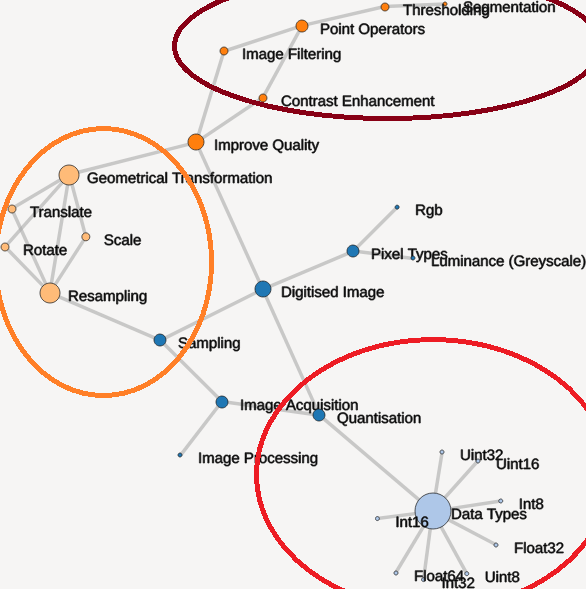 Segmentation
Thresholding
Point Operators
Image Filtering
Contrast Enhancement
Improve Quality
Geometrical Transformation
Translate
Rgb
Scale
Rotate
Pixel Types
Luminance (Greyscale)
Digitised Image
Resampling
Sampling
Image Acquisition
Quantisation
Uint32
Image Processing
Uint16
Int8
Data Types
Int16
Float32
Float64
Uint8
Int32